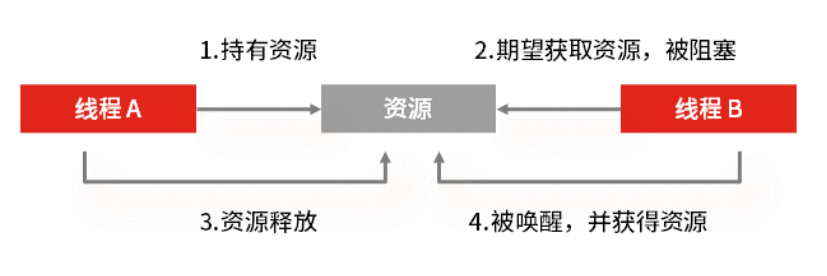 1.持有资源
2.期望获取资源，被阻塞
线程 A
资源
线程 B
3.资源释放
4.被唤醒，并获得资源